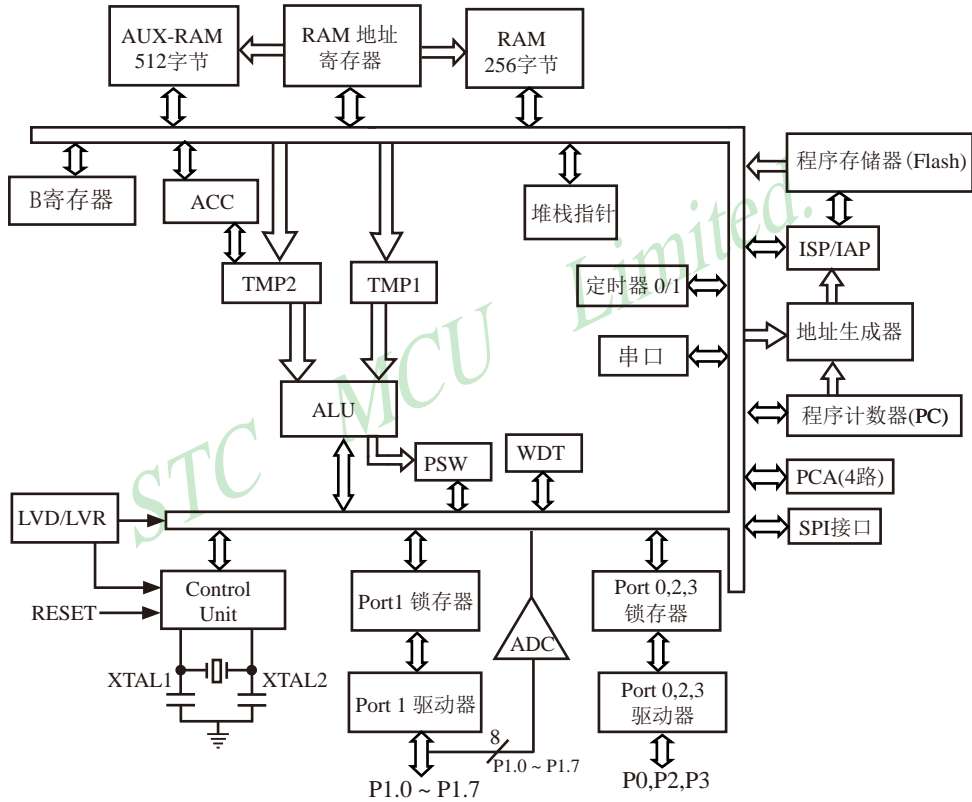 AUX-RAM
512字节
RAM 地址
寄存器
RAM
256字节
程序存储器(Flash)
B寄存器
ACC
堆栈指针
ISP/IAP
TMP2
TMP1
定时器 0/1
地址生成器
串口
ALU
程序计数器(PC)
PSW
WDT
PCA(4路)
STC MCU Limited.
LVD/LVR
SPI接口
Control
Unit
RESET
Port1 锁存器
ADC
Port 0,2,3
锁存器
XTAL1
XTAL2
Port 1 驱动器
Port 0,2,3
驱动器
8
P1.0 ~ P1.7
P1.0 ~ P1.7
P0,P2,P3